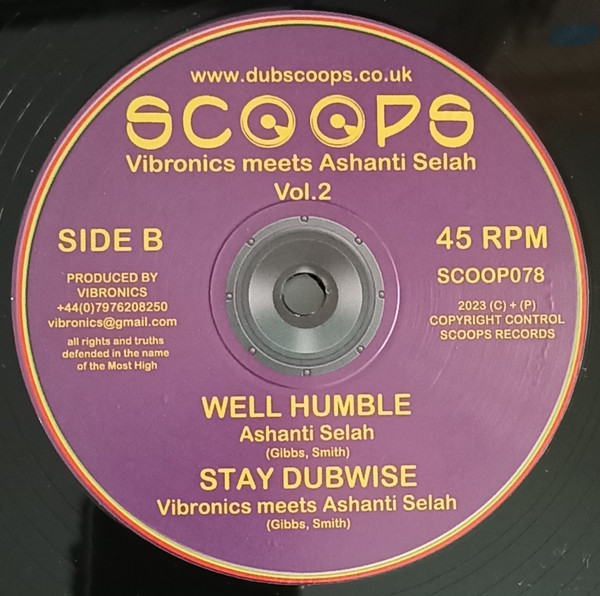 www.dubscoops.co.uk
SCOOPS
Vibronics meets Ashanti Selah
Vol.2
SIDE B
PRODUCED BY
VIBRONICS
+44(0)7976208250
vibronics@gmail.com
all rights and truths
defended in the name
of the Most High
45 RPM
SCOOP078
2023 (C) + (P)
COPYRIGHT CONTROL
SCOOPS RECORDS
WELL HUMBLE
Ashanti Selah
(Gibbs, Smith)
STAY DUBWISE
Vibronics meets Ashanti Selah
(Gibbs, Smith)